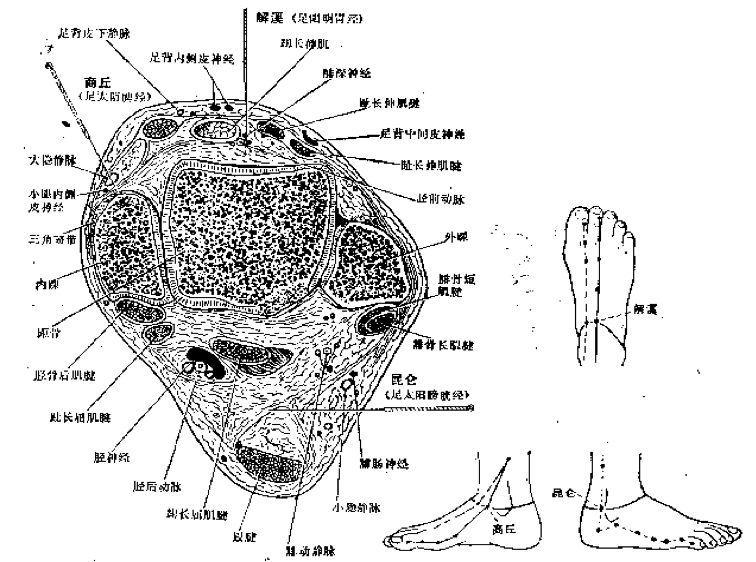 解溪（足阳明胃经）
足背皮下静脉
𧿹长伸肌
足背内侧皮神经
腓深神经
商丘
（足太阴脾经）
趾长伸肌腱
足背中间皮神经
大隐静脉
趾长伸肌腱
小腿内侧
皮神经
胫前动脉
三角韧带
外踝
内踝
腓骨短
肌腱
距骨
解溪
腓骨长肌腱
胫骨后肌腱
昆仑
（足太阳膀胱经）
趾长屈肌腱
胫神经
腓肠神经
昆仑
胫后动脉
小隐静脉
商丘
𧿹长屈肌腱
跟腱
腓动静脉